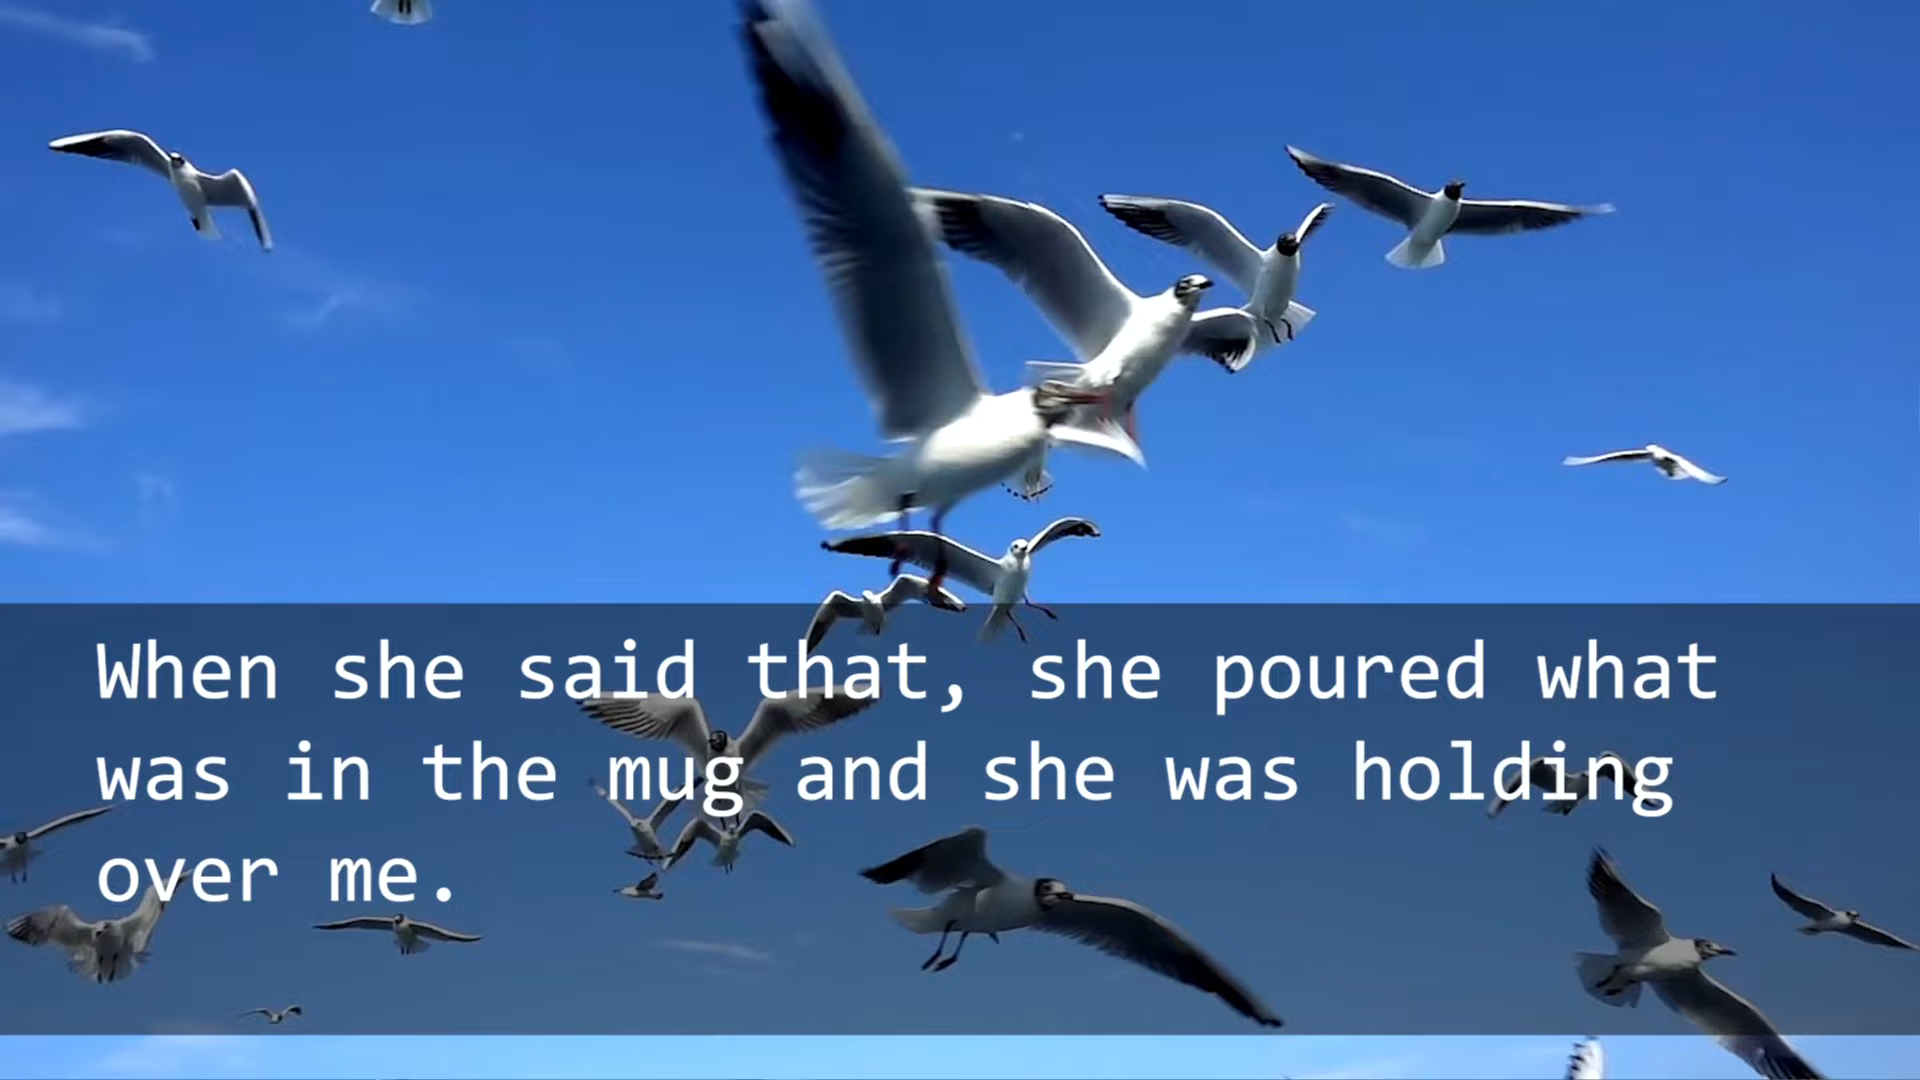 When she said that, she poured what
was in the mug and she was holding
over me.